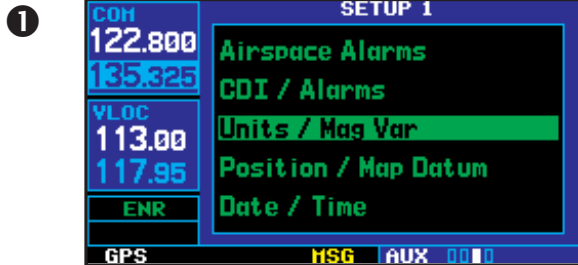 1
COM
122.800
135.325
VLOC
113.00
117.95
ENR
SETUP 1
Airspace Alarms
CDI / Alarms
Units / Mag Var
Position / Map Datum
Date / Time
GPS MSG AUX